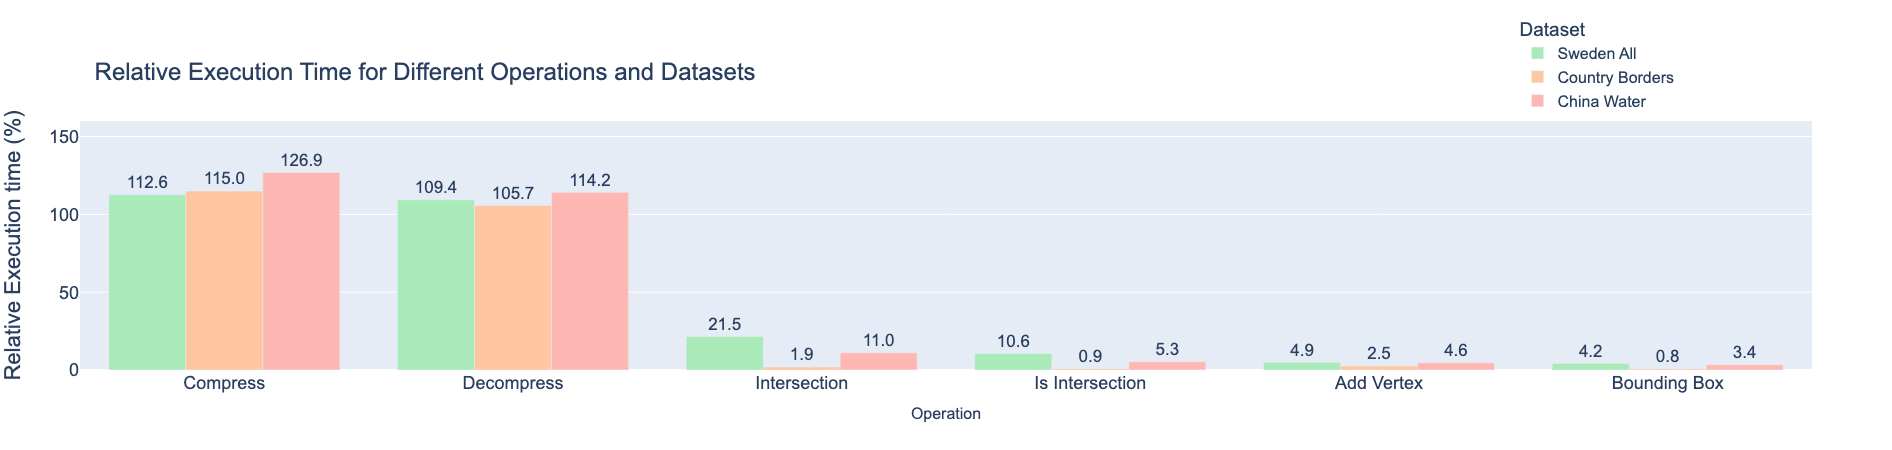 Dataset
Sweden All
Country Borders
China Water
Relative Execution Time for Different Operations and Datasets
Relative Execution time (%)
150
100
50
0
112.6 115.0 126.9
109.4 105.7 114.2
21.5 1.9 11.0
10.6 0.9 5.3
4.9 2.5 4.6
4.2 0.8 3.4
Compress Decompress Intersection Is Intersection Add Vertex Bounding Box
Operation